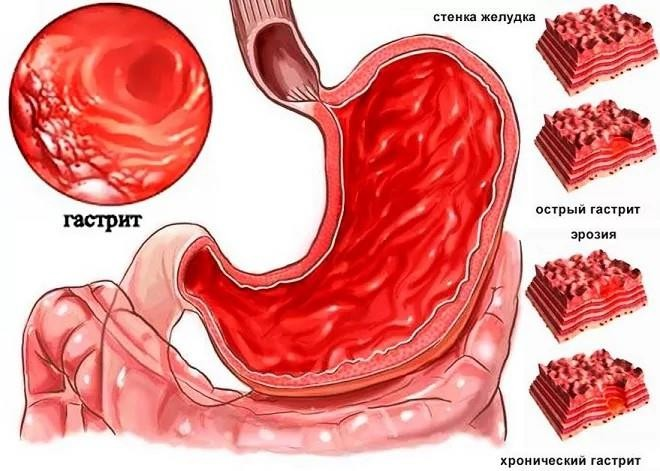 стенка желудка
гастрит
острый гастрит
эрозия
хронический гастрит